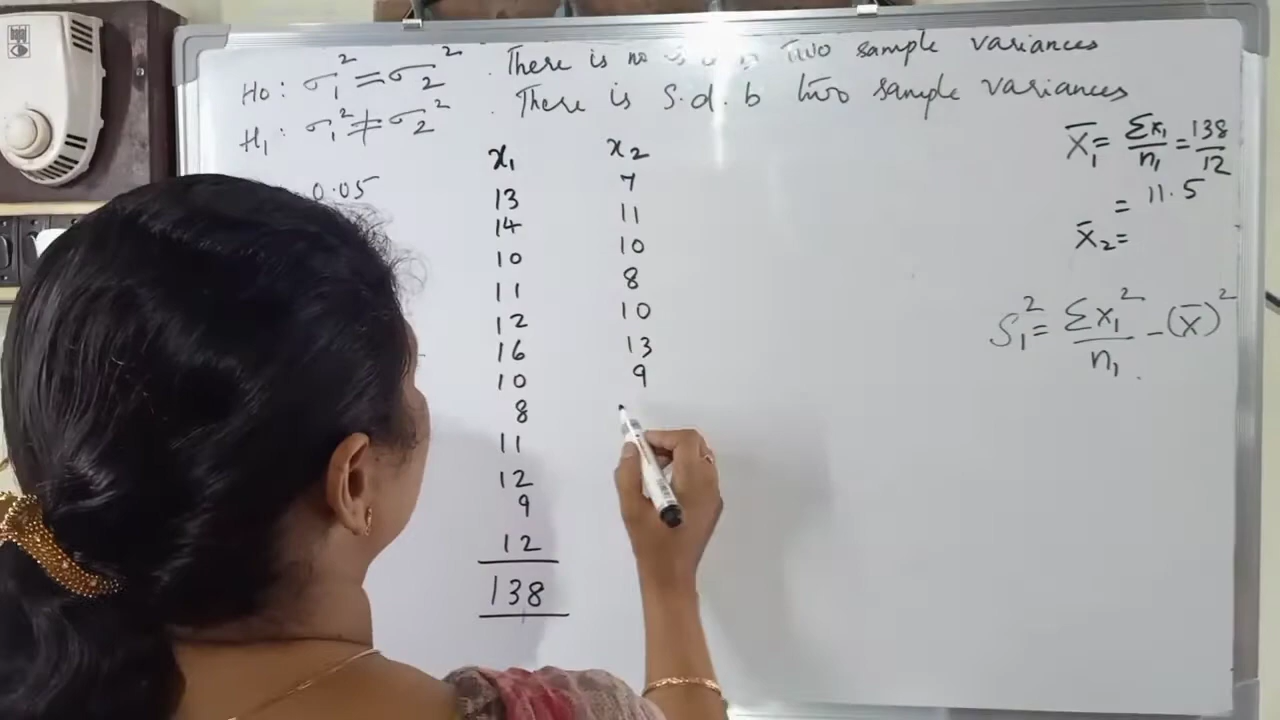 H0: σ1² = σ2² . There is no Two sample variances
H1: σ1² ≠ σ2² . There is S.d.b two sample variances
0.05
x1 x2
13 7
14 11
10 10
11 8
12 10
16 13
10 9
8
11
12
9
12
138
X̄1 = Σx1/n1 = 138/12
= 11.5
X̄2 =
S1² = Σx1²/n1 - (X̄)²
bajaj